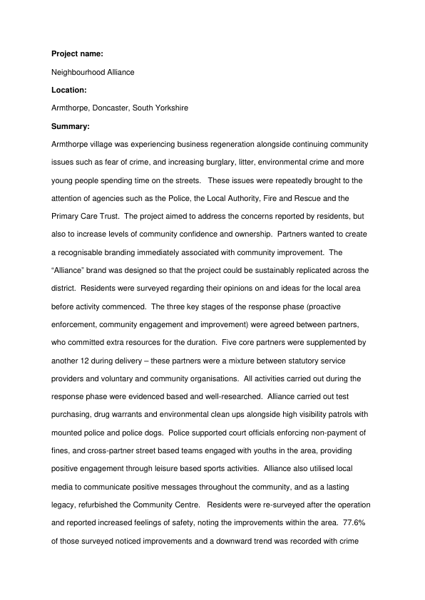 Project name:
Neighbourhood Alliance
Location:
Armthorpe, Doncaster, South Yorkshire
Summary:
Armthorpe village was experiencing business regeneration alongside continuing community
issues such as fear of crime, and increasing burglary, litter, environmental crime and more
young people spending time on the streets.   These issues were repeatedly brought to the
attention of agencies such as the Police, the Local Authority, Fire and Rescue and the
Primary Care Trust.  The project aimed to address the concerns reported by residents, but
also to increase levels of community confidence and ownership.  Partners wanted to create
a recognisable branding immediately associated with community improvement.  The
“Alliance” brand was designed so that the project could be sustainably replicated across the
district.  Residents were surveyed regarding their opinions on and ideas for the local area
before activity commenced.  The three key stages of the response phase (proactive
enforcement, community engagement and improvement) were agreed between partners,
who committed extra resources for the duration.  Five core partners were supplemented by
another 12 during delivery – these partners were a mixture between statutory service
providers and voluntary and community organisations.  All activities carried out during the
response phase were evidenced based and well-researched.  Alliance carried out test
purchasing, drug warrants and environmental clean ups alongside high visibility patrols with
mounted police and police dogs.  Police supported court officials enforcing non-payment of
fines, and cross-partner street based teams engaged with youths in the area, providing
positive engagement through leisure based sports activities.  Alliance also utilised local
media to communicate positive messages throughout the community, and as a lasting
legacy, refurbished the Community Centre.   Residents were re-surveyed after the operation
and reported increased feelings of safety, noting the improvements within the area.  77.6%
of those surveyed noticed improvements and a downward trend was recorded with crime